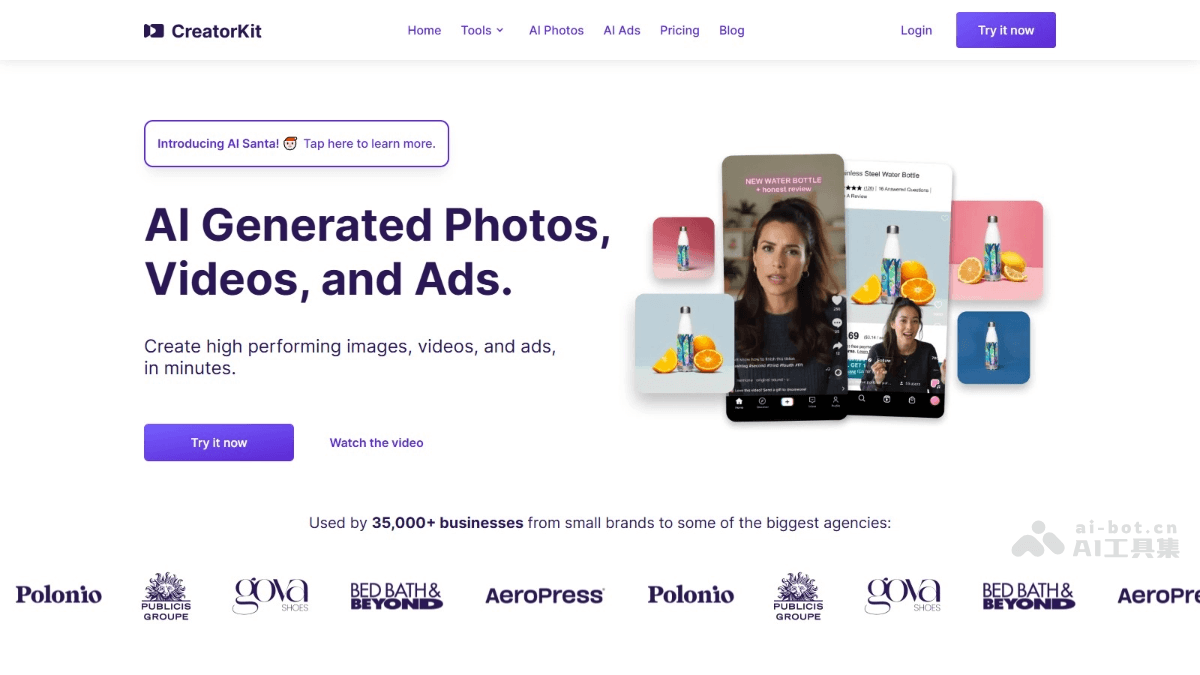 CreatorKit
Home
Tools
AI Photos
AI Ads
Pricing
Blog
Login
Try it now
Introducing AI Santa! Tap here to learn more.
AI Generated Photos,
Videos, and Ads.
Create high performing images, videos, and ads,
in minutes.
Try it now
Watch the video
NEW WATER BOTTLE
+ honest review
Steel Water Bottle
16 Answered Questions
Used by 35,000+ businesses from small brands to some of the biggest agencies:
ai-bot.cn
AI工具集
Polonio
PUBLICIS
GROUPE
gova
SHOES
BED BATH &
BEYOND
AeroPress
Polonio
PUBLICIS
GROUPE
gova
SHOES
BED BATH &
BEYOND
AeroPre